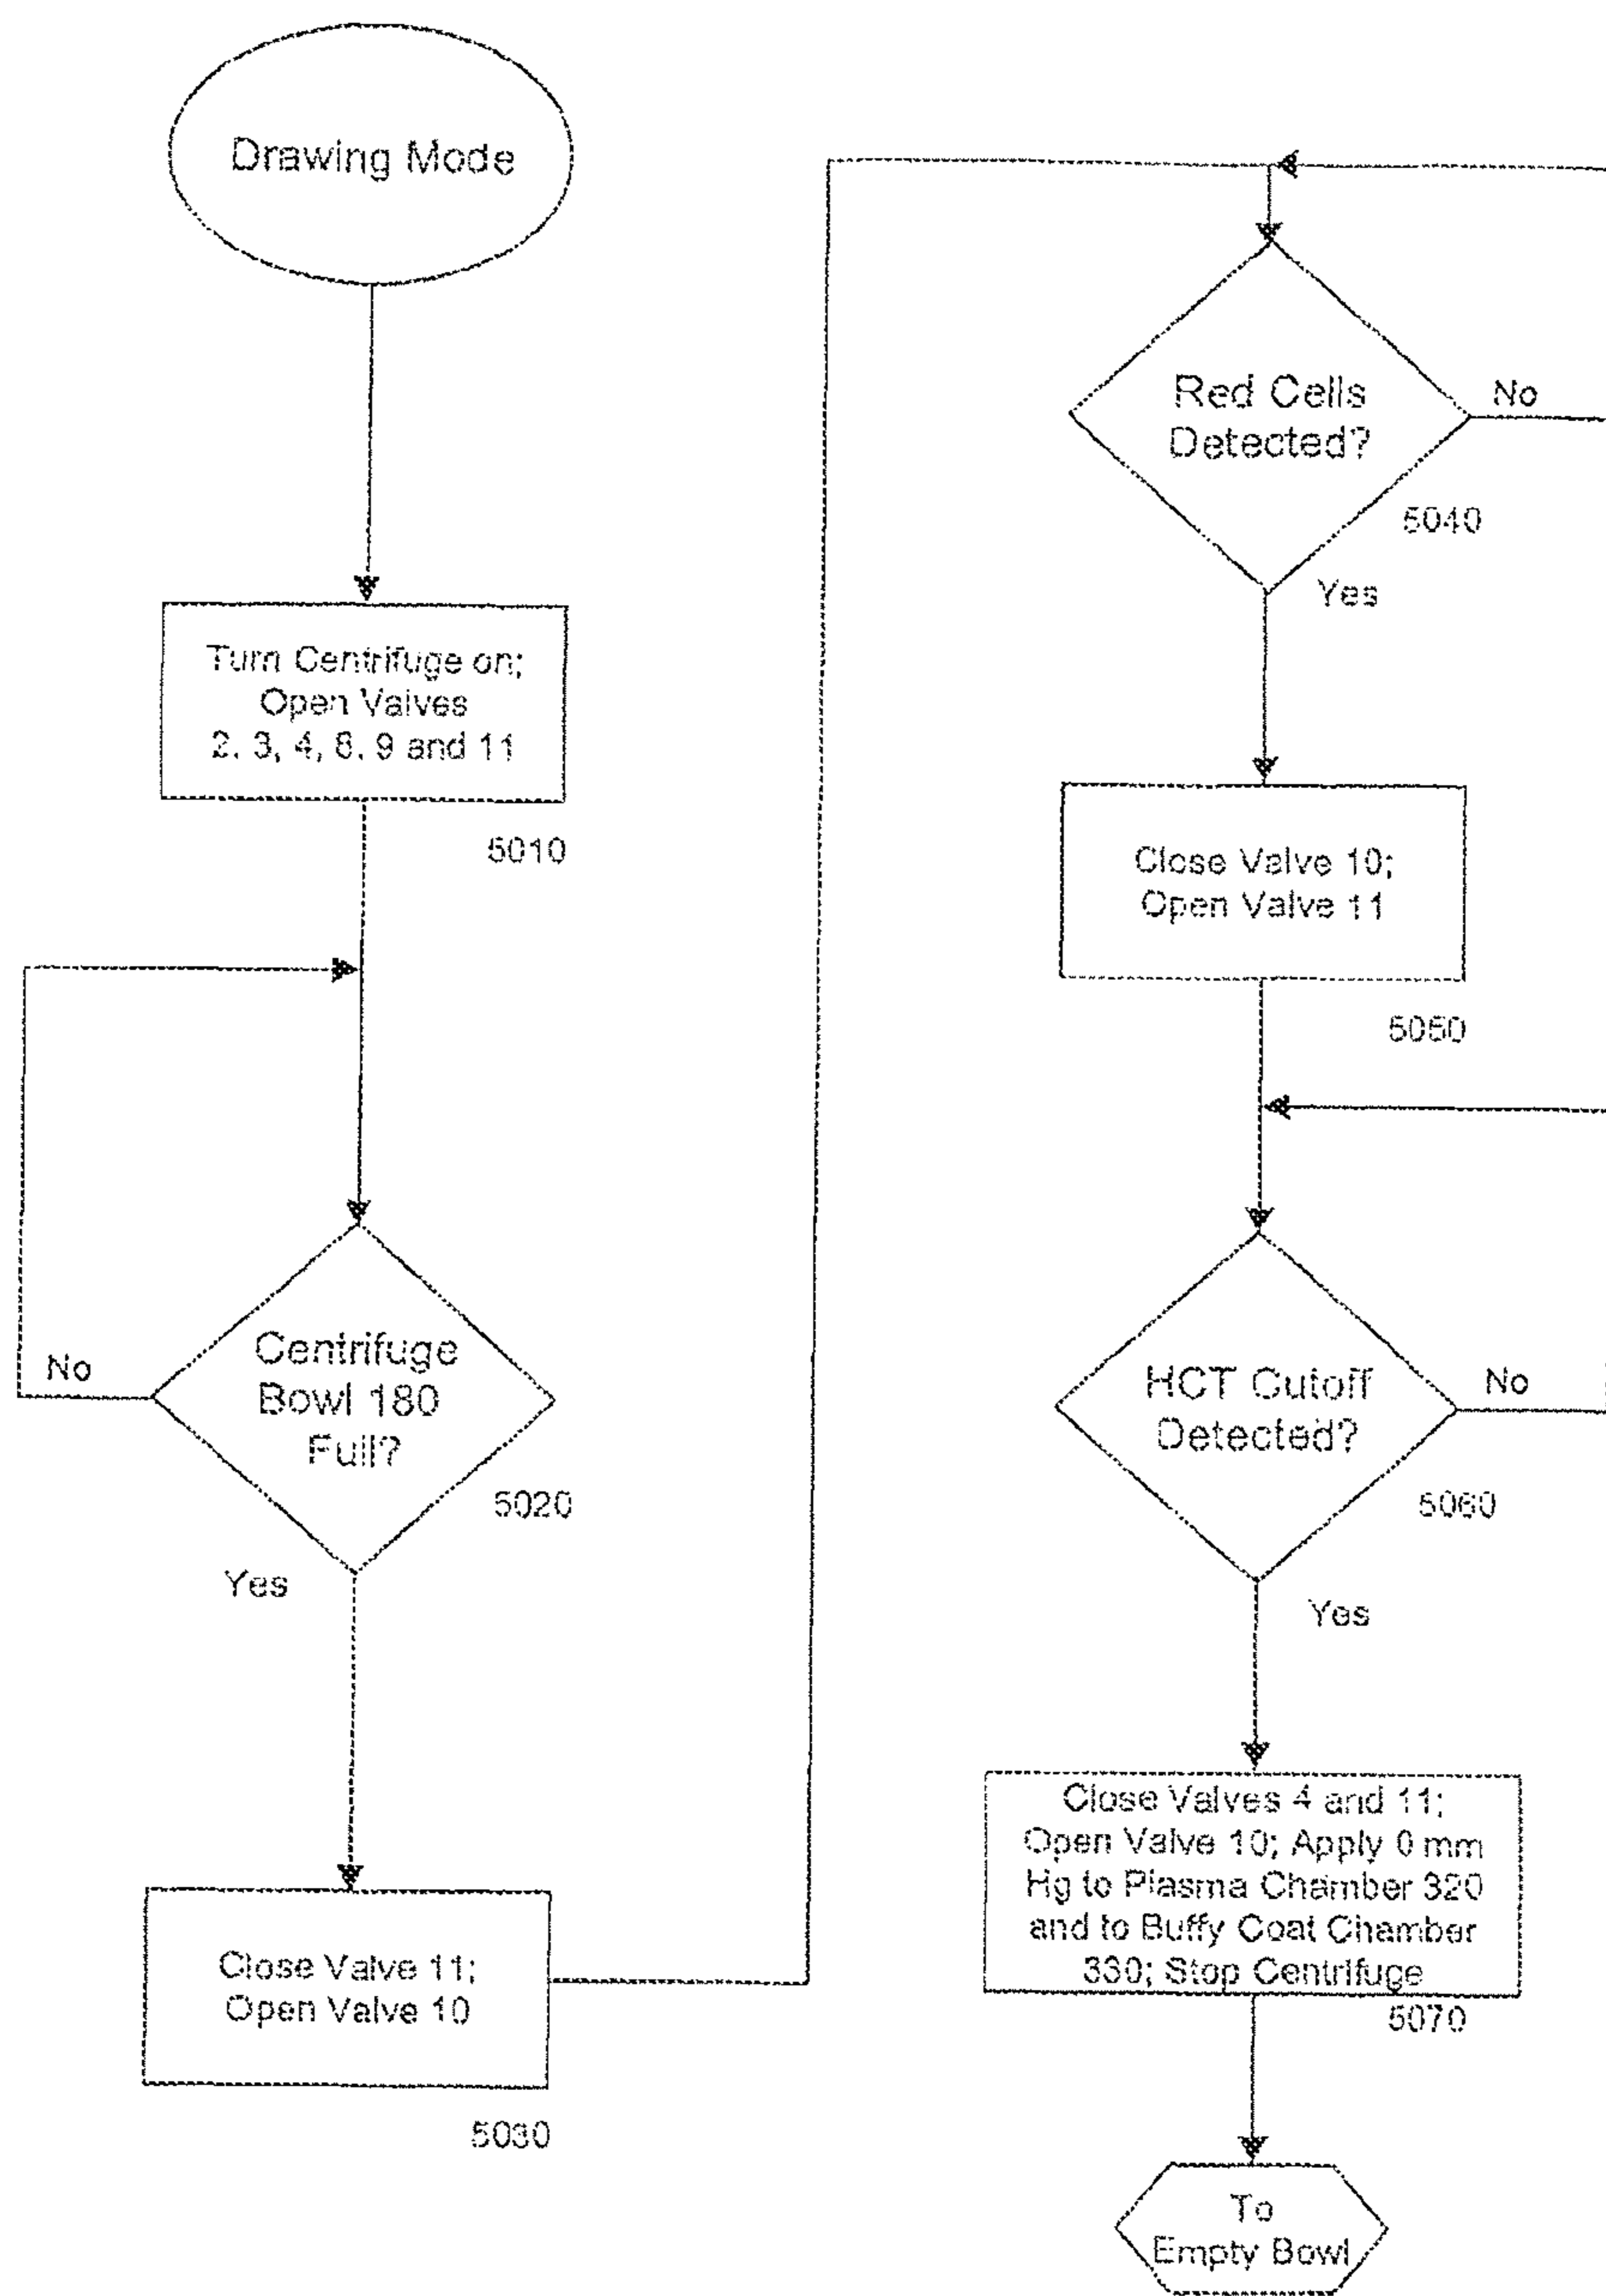 Drawing Mode
Turn Centrifuge on;
Open Valves
2, 3, 4, 8, 9 and 11
5010
No
Centrifuge
Bowl 180
Full?
5020
Yes
Close Valve 11;
Open Valve 10
5030
Red Cells
Detected?
No
5040
Yes
Close Valve 10;
Open Valve 11
5050
HCT Cutoff
Detected?
No
5060
Yes
Close Valves 4 and 11;
Open Valve 10; Apply 0 mm
Hg to Plasma Chamber 320
and to Buffy Coat Chamber
330; Stop Centrifuge
5070
To
Empty Bowl